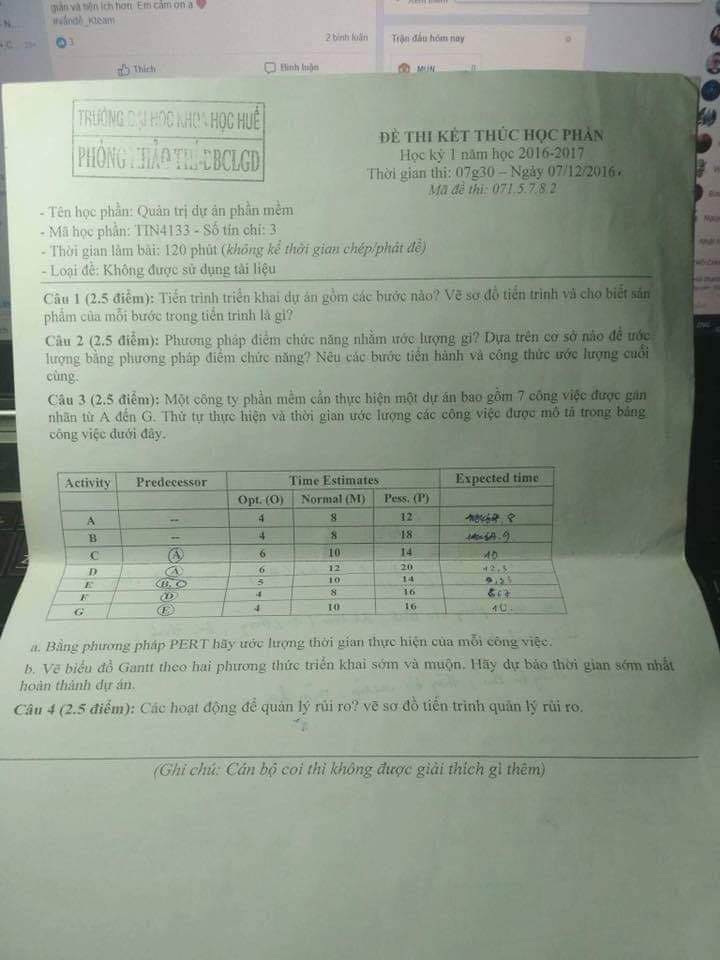 giản và tiện ích hơn. Em cảm ơn ạ
#vấnđề_Kteam
3
2 bình luận
Thích
Bình luận
Trận đấu hôm nay
MUN
TRƯỜNG ĐẠI HỌC KHOA HỌC HUẾ
PHÒNG KHẢO THÍ-ĐBCLGD
ĐỀ THI KẾT THÚC HỌC PHẦN
Học kỳ 1 năm học 2016-2017
Thời gian thi: 07g30 – Ngày 07/12/2016
Mã đề thi: 071.5.7.8.2
- Tên học phần: Quản trị dự án phần mềm
- Mã học phần: TIN4133 - Số tín chỉ: 3
- Thời gian làm bài: 120 phút (không kể thời gian chép/phát đề)
- Loại đề: Không được sử dụng tài liệu
Câu 1 (2.5 điểm): Tiến trình triển khai dự án gồm các bước nào? Vẽ sơ đồ tiến trình và cho biết sản
phẩm của mỗi bước trong tiến trình là gì?
Câu 2 (2.5 điểm): Phương pháp điểm chức năng nhằm ước lượng gì? Dựa trên cơ sở nào để ước
lượng bằng phương pháp điểm chức năng? Nêu các bước tiến hành và công thức ước lượng cuối
cùng.
Câu 3 (2.5 điểm): Một công ty phần mềm cần thực hiện một dự án bao gồm 7 công việc được gán
nhãn từ A đến G. Thứ tự thực hiện và thời gian ước lượng các công việc được mô tả trong bảng
công việc dưới đây.
Activity Predecessor Time Estimates Expected time
Opt. (O) Normal (M) Pess. (P)
A -- 4 8 12 8
B -- 4 8 18 9
C A 6 10 14 10
D A 6 12 20 12,3
E B, C 5 10 14
F D 4 8 16 8,67
G E 4 10 16 10
a. Bằng phương pháp PERT hãy ước lượng thời gian thực hiện của mỗi công việc.
b. Vẽ biểu đồ Gantt theo hai phương thức triển khai sớm và muộn. Hãy dự báo thời gian sớm nhất
hoàn thành dự án.
Câu 4 (2.5 điểm): Các hoạt động để quản lý rủi ro? vẽ sơ đồ tiến trình quản lý rủi ro.
(Ghi chú: Cán bộ coi thi không được giải thích gì thêm)